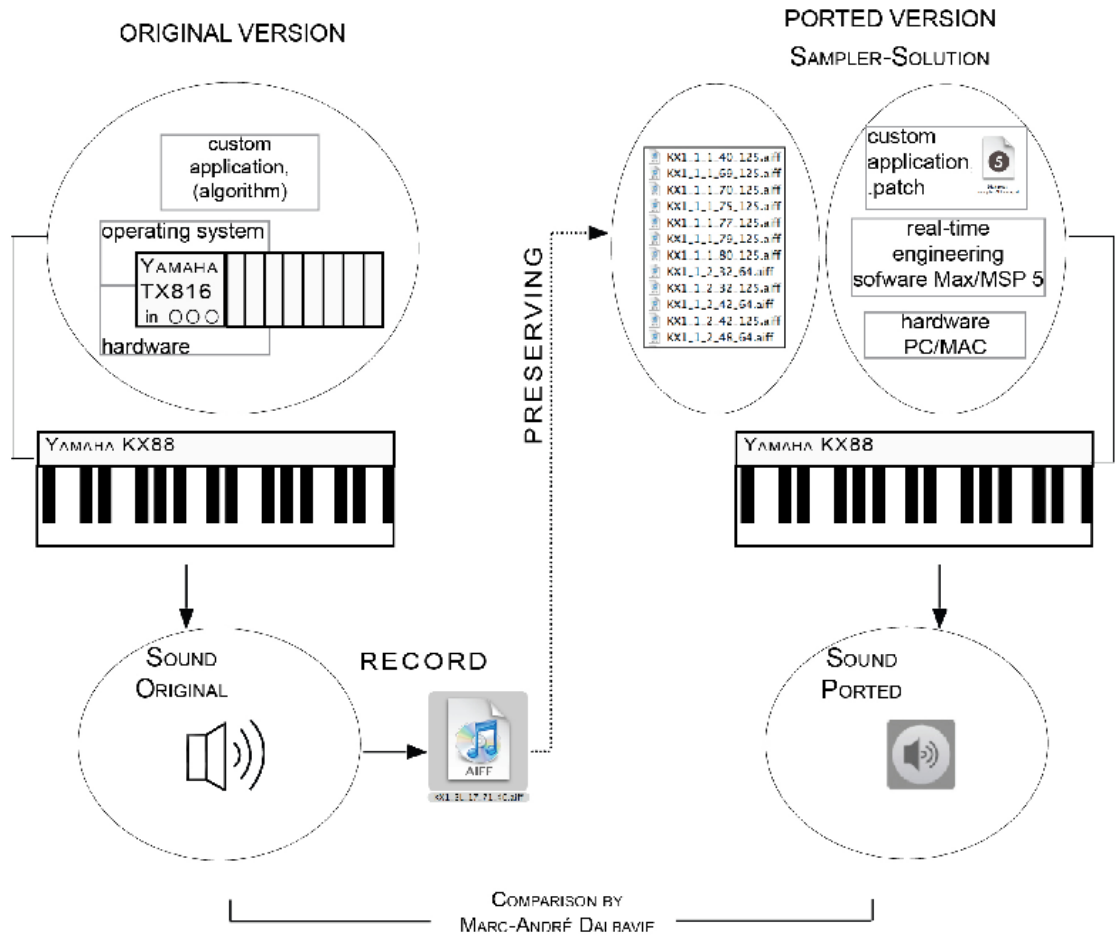 ORIGINAL VERSION
custom
application,
(algorithm)
operating system
YAMAHA
TX816
in
hardware
YAMAHA KX88
SOUND
ORIGINAL
RECORD
AIFF
PRESERVING
PORTED VERSION
SAMPLER-SOLUTION
KX1_1_1_40_125.aiff
KX1_1_1_69_125.aiff
KX1_1_1_70_125.aiff
KX1_1_1_75_125.aiff
KX1_1_1_77_125.aiff
KX1_1_1_79_125.aiff
KX1_1_1_80_125.aiff
KX1_1_2_32_64.aiff
KX1_1_2_32_125.aiff
KX1_1_2_42_64.aiff
KX1_1_2_42_125.aiff
KX1_1_2_48_64.aiff
custom
application.
.patch
5
real-time
engineering
sofware Max/MSP 5
hardware
PC/MAC
YAMAHA KX88
SOUND
PORTED
COMPARISON BY
MARC-ANDRÉ DALBAVIE